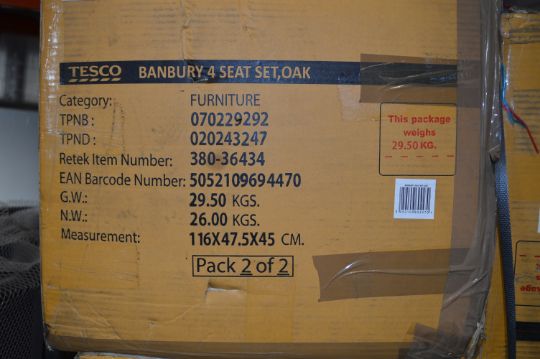 TESCO BANBURY 4 SEAT SET,OAK
Category: FURNITURE
TPNB : 070229292
TPND : 020243247
Retek Item Number: 380-36434
EAN Barcode Number: 5052109694470
G.W.: 29.50 KGS.
N.W.: 26.00 KGS.
Measurement: 116X47.5X45 CM.
Pack 2 of 2
This package
weighs
29.50 KG.